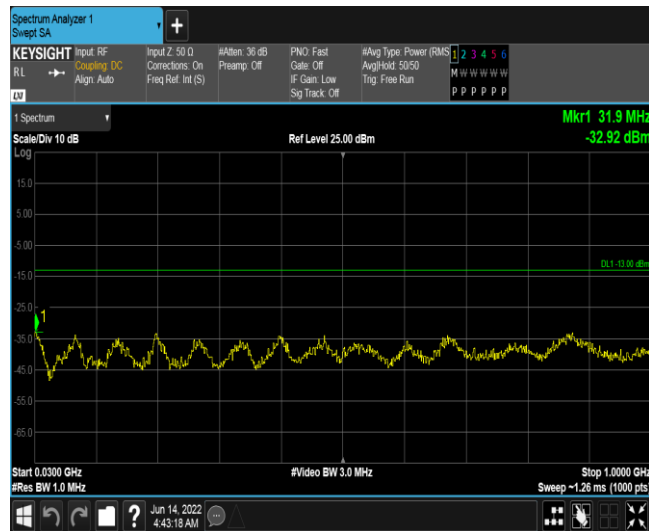 Spectrum Analyzer 1
Swept SA
+
KEYSIGHT
RL
LXI
Input: RF
Coupling: DC
Align: Auto
Input Z: 50 Ω
Corrections: On
Freq Ref: Int (S)
#Atten: 36 dB
Preamp: Off
PNO: Fast
Gate: Off
IF Gain: Low
Sig Track: Off
#Avg Type: Power (RMS
Avg|Hold: 50/50
Trig: Free Run
1 2 3 4 5 6
M W W W W W
P P P P P P
1 Spectrum
Scale/Div 10 dB
Ref Level 25.00 dBm
Mkr1 31.9 MHz
-32.92 dBm
Log
15.0
5.00
-5.00
DL1 -13.00 dBm
-15.0
-25.0
1
-35.0
-45.0
-55.0
-65.0
Start 0.0300 GHz
#Video BW 3.0 MHz
Stop 1.0000 GHz
#Res BW 1.0 MHz
Sweep ~1.26 ms (1000 pts)
?
Jun 14, 2022
4:43:18 AM